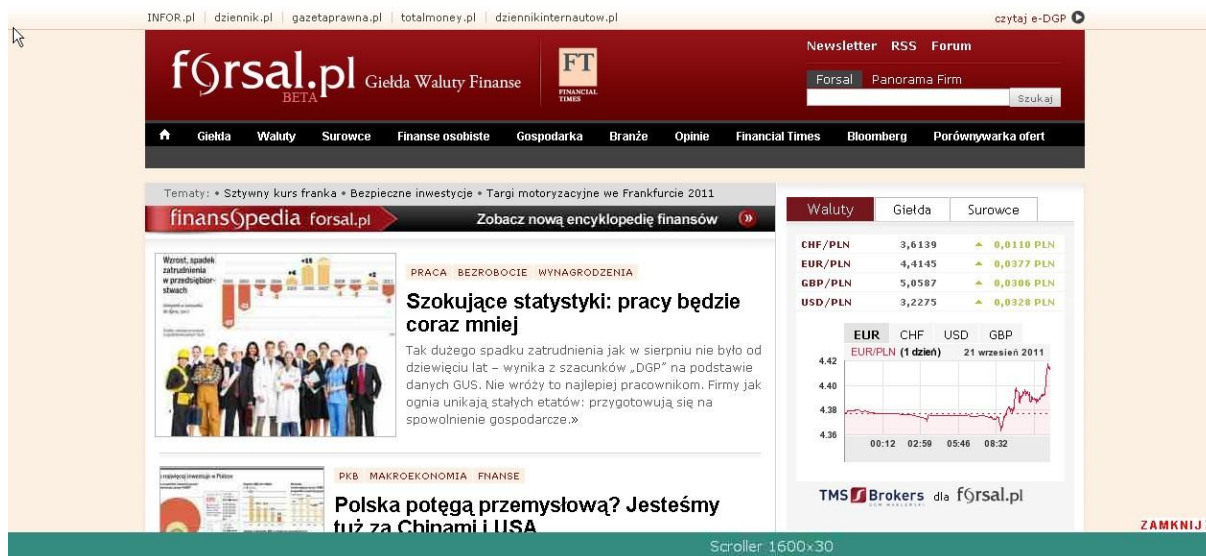 INFOR.pl dziennik.pl gazetaprawna.pl totalmoney.pl dziennikinternautow.pl czytaj e-DGP
Newsletter RSS Forum
forsal.pl Giełda Waluty Finanse
BETA
FT
FINANCIAL
TIMES
Forsal Panorama Firm
Szukaj
Giełda Waluty Surowce Finanse osobiste Gospodarka Branże Opinie Financial Times Bloomberg Porównywarka ofert
Tematy: • Sztywny kurs franka • Bezpieczne inwestycje • Targi motoryzacyjne we Frankfurcie 2011
finansopedia forsal.pl Zobacz nową encyklopedię finansów
Wzrost, spadek
zatrudnienia
w przedsiębior-
stwach
PRACA BEZROBOCIE WYNAGRODZENIA
Szokujące statystyki: pracy będzie
coraz mniej
Tak dużego spadku zatrudnienia jak w sierpniu nie było od
dziewięciu lat – wynika z szacunków „DGP" na podstawie
danych GUS. Nie wróży to najlepiej pracownikom. Firmy jak
ognia unikają stałych etatów: przygotowują się na
spowolnienie gospodarcze.»
PKB MAKROEKONOMIA FNANSE
Polska potęgą przemysłową? Jesteśmy
tuż za Chinami i USA
Waluty Giełda Surowce
CHF/PLN 3,6139 0,0110 PLN
EUR/PLN 4,4145 0,0377 PLN
GBP/PLN 5,0587 0,0306 PLN
USD/PLN 3,2275 0,0328 PLN
EUR CHF USD GBP
EUR/PLN (1 dzień) 21 wrzesień 2011
4.42
4.40
4.38
4.36
00:12 02:59 05:46 08:32
TMS Brokers dla forsal.pl
ZAMKNIJ
Scroller 1600x30